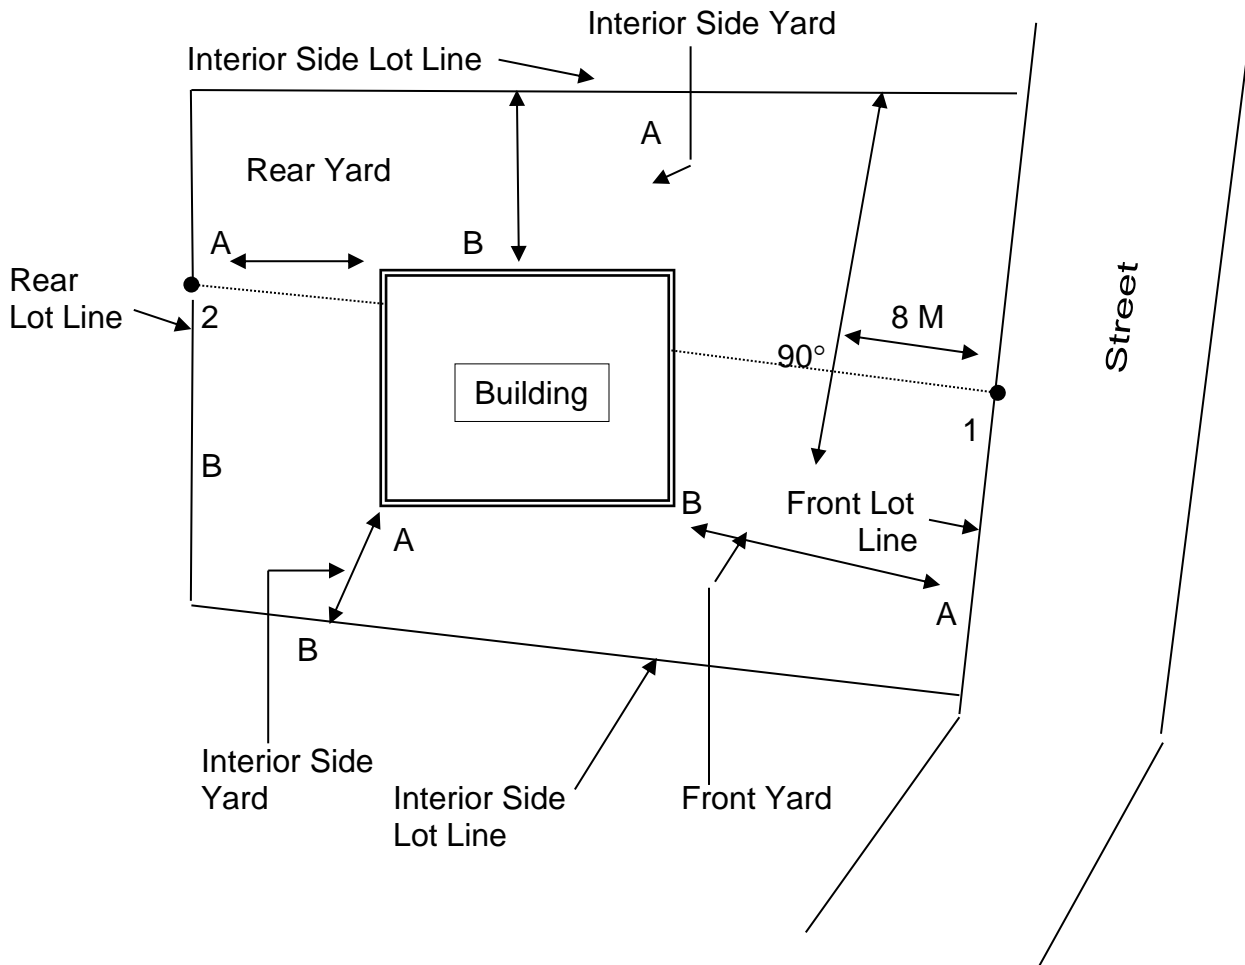 Interior Side Yard
Interior Side Lot Line
A
Rear Yard
A
B
Rear
Lot Line
2
8 M
90°
Street
Building
1
B
B
Front Lot
Line
A
A
B
Interior Side
Yard
Interior Side
Lot Line
Front Yard